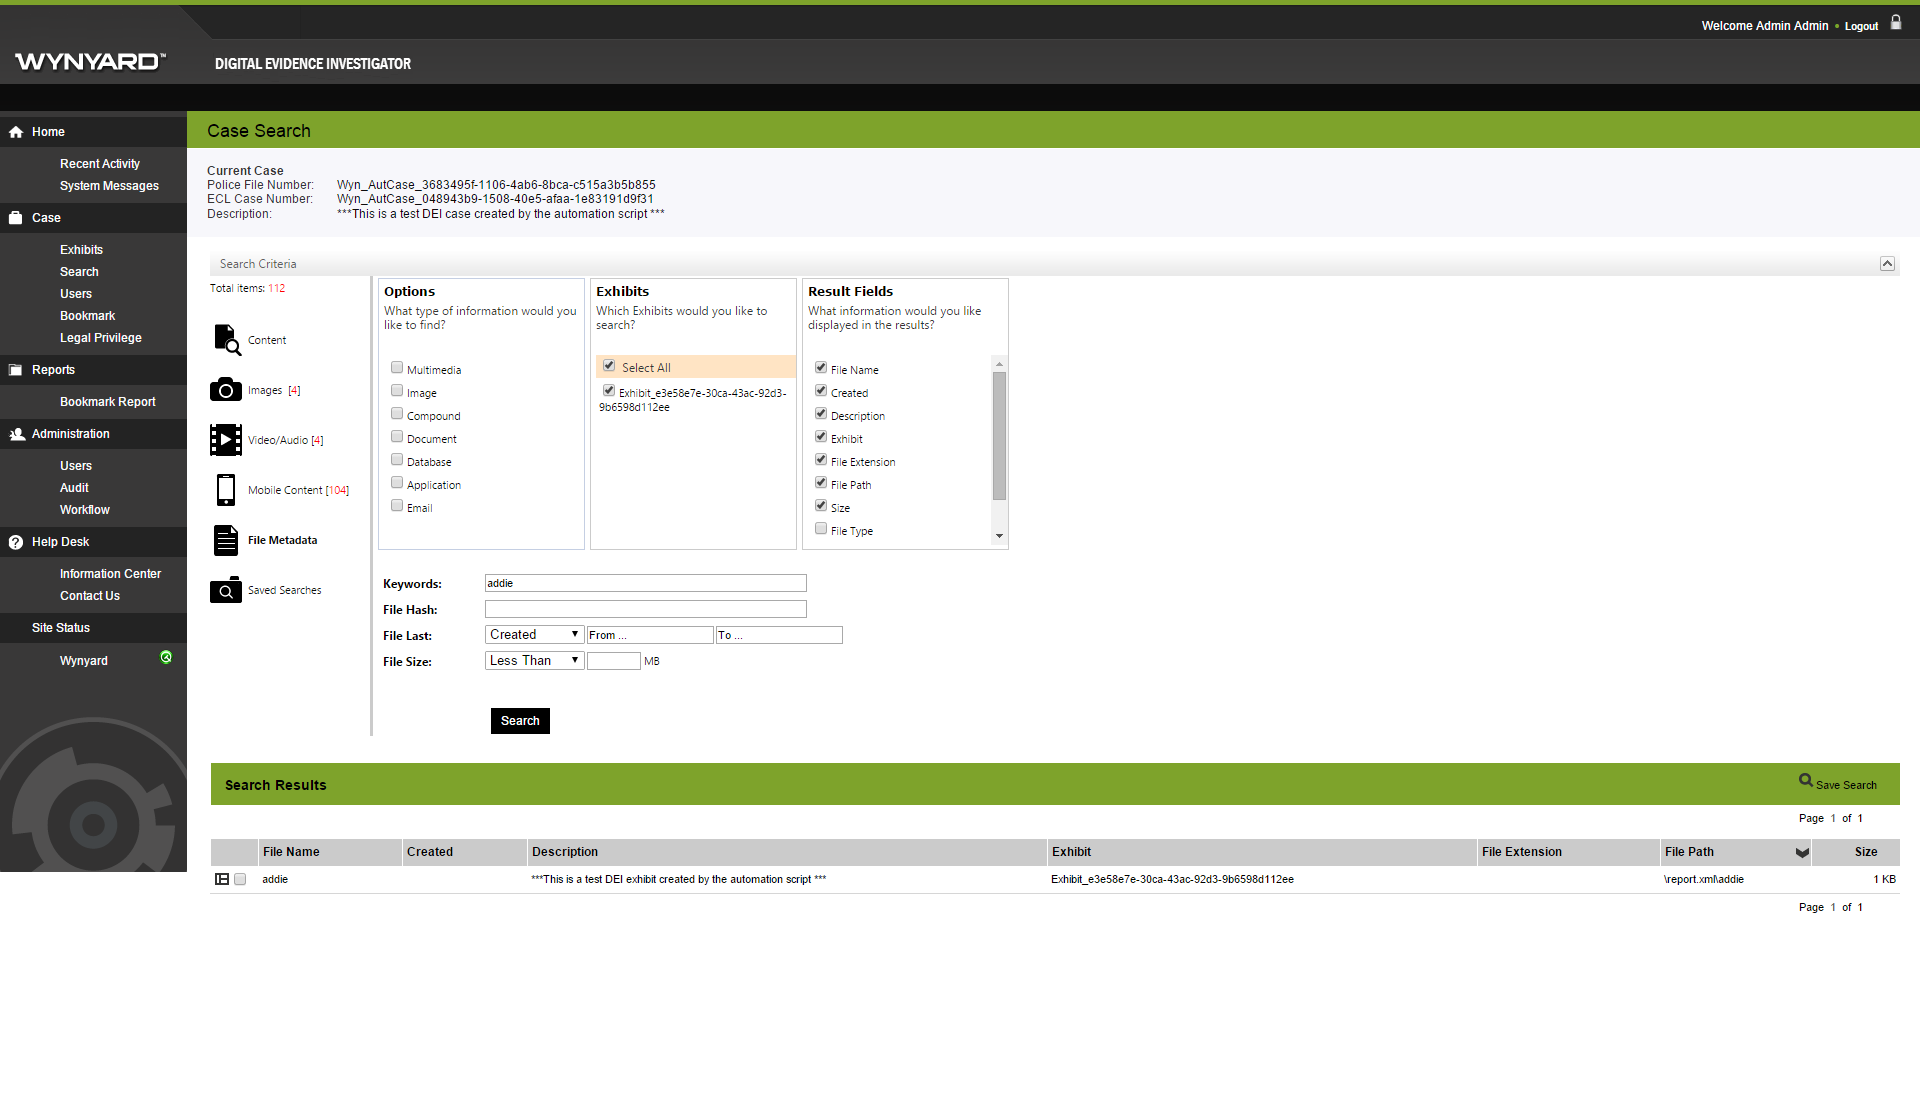 Welcome Admin Admin • Logout
WYNYARD™
DIGITAL EVIDENCE INVESTIGATOR
Home
Recent Activity
System Messages
Case
Exhibits
Search
Users
Bookmark
Legal Privilege
Reports
Bookmark Report
Administration
Users
Audit
Workflow
Help Desk
Information Center
Contact Us
Site Status
Wynyard
Case Search
Current Case
Police File Number: Wyn_AutCase_3683495f-1106-4ab6-8bca-c515a3b5b855
ECL Case Number: Wyn_AutCase_048943b9-1508-40e5-afaa-1e83191d9f31
Description: ***This is a test DEI case created by the automation script ***
Search Criteria
Total items: 112
Content
Images [4]
Video/Audio [4]
Mobile Content [104]
File Metadata
Saved Searches
Options
What type of information would you
like to find?
Multimedia
Image
Compound
Document
Database
Application
Email
Exhibits
Which Exhibits would you like to
search?
Select All
Exhibit_e3e58e7e-30ca-43ac-92d3-
9b6598d112ee
Result Fields
What information would you like
displayed in the results?
File Name
Created
Description
Exhibit
File Extension
File Path
Size
File Type
Keywords: addie
File Hash:
File Last: Created From ... To ...
File Size: Less Than MB
Search
Search Results
Save Search
Page 1 of 1
File Name Created Description Exhibit File Extension File Path Size
addie ***This is a test DEI exhibit created by the automation script *** Exhibit_e3e58e7e-30ca-43ac-92d3-9b6598d112ee \report.xml\addie 1 KB
Page 1 of 1